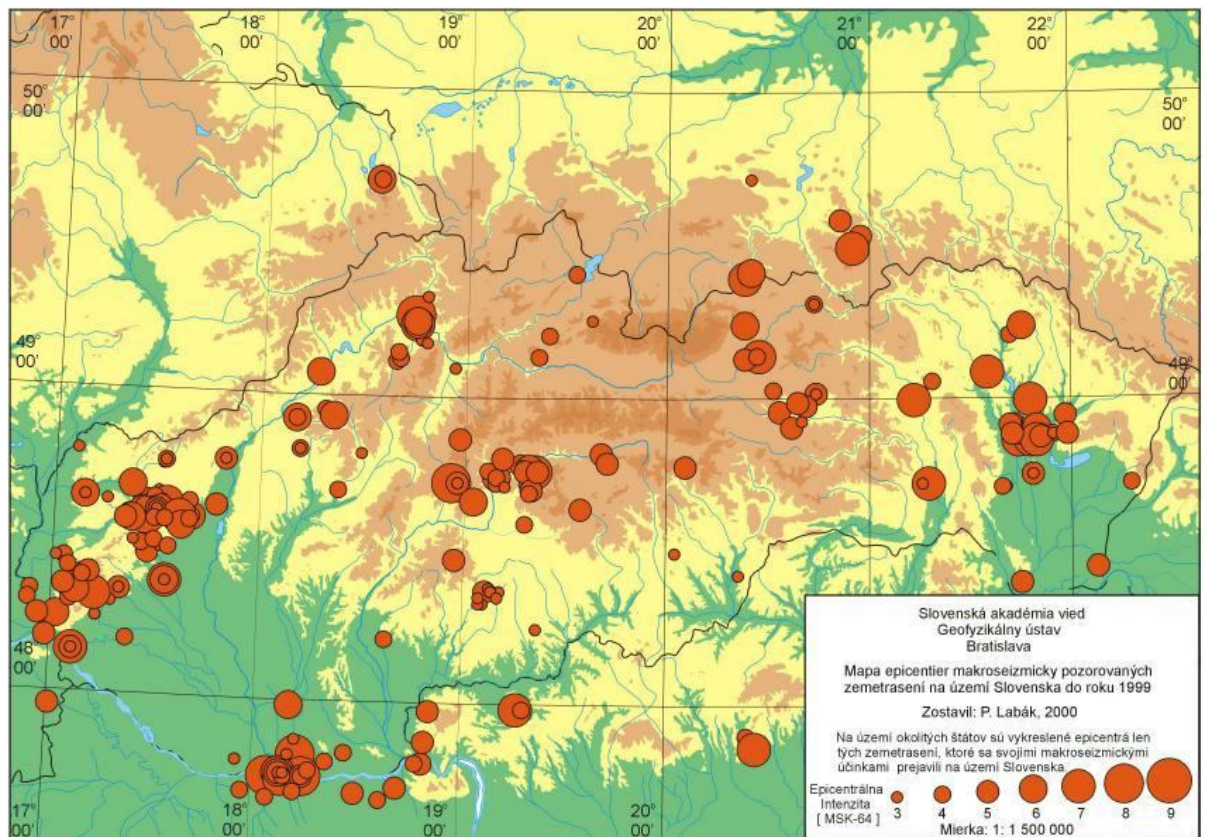 17° 18° 19° 20° 21° 22°
00' 00' 00' 00' 00' 00'
50° 50°
00' 00'
49° 49°
00' 00'
48°
00'
Slovenská akadémia vied
Geofyzikálny ústav
Bratislava
Mapa epicentier makroseizmicky pozorovaných
zemetrasení na území Slovenska do roku 1999
Zostavil: P. Labák, 2000
Na území okolitých štátov sú vykreslené epicentrá len
tých zemetrasení, ktoré sa svojimi makroseizmickými
účinkami prejavili na území Slovenska.
Epicentrálna
Intenzita
[ MSK-64 ]
3 4 5 6 7 8 9
Mierka: 1: 1 500 000
17° 18° 19° 20°
00' 00' 00' 00'